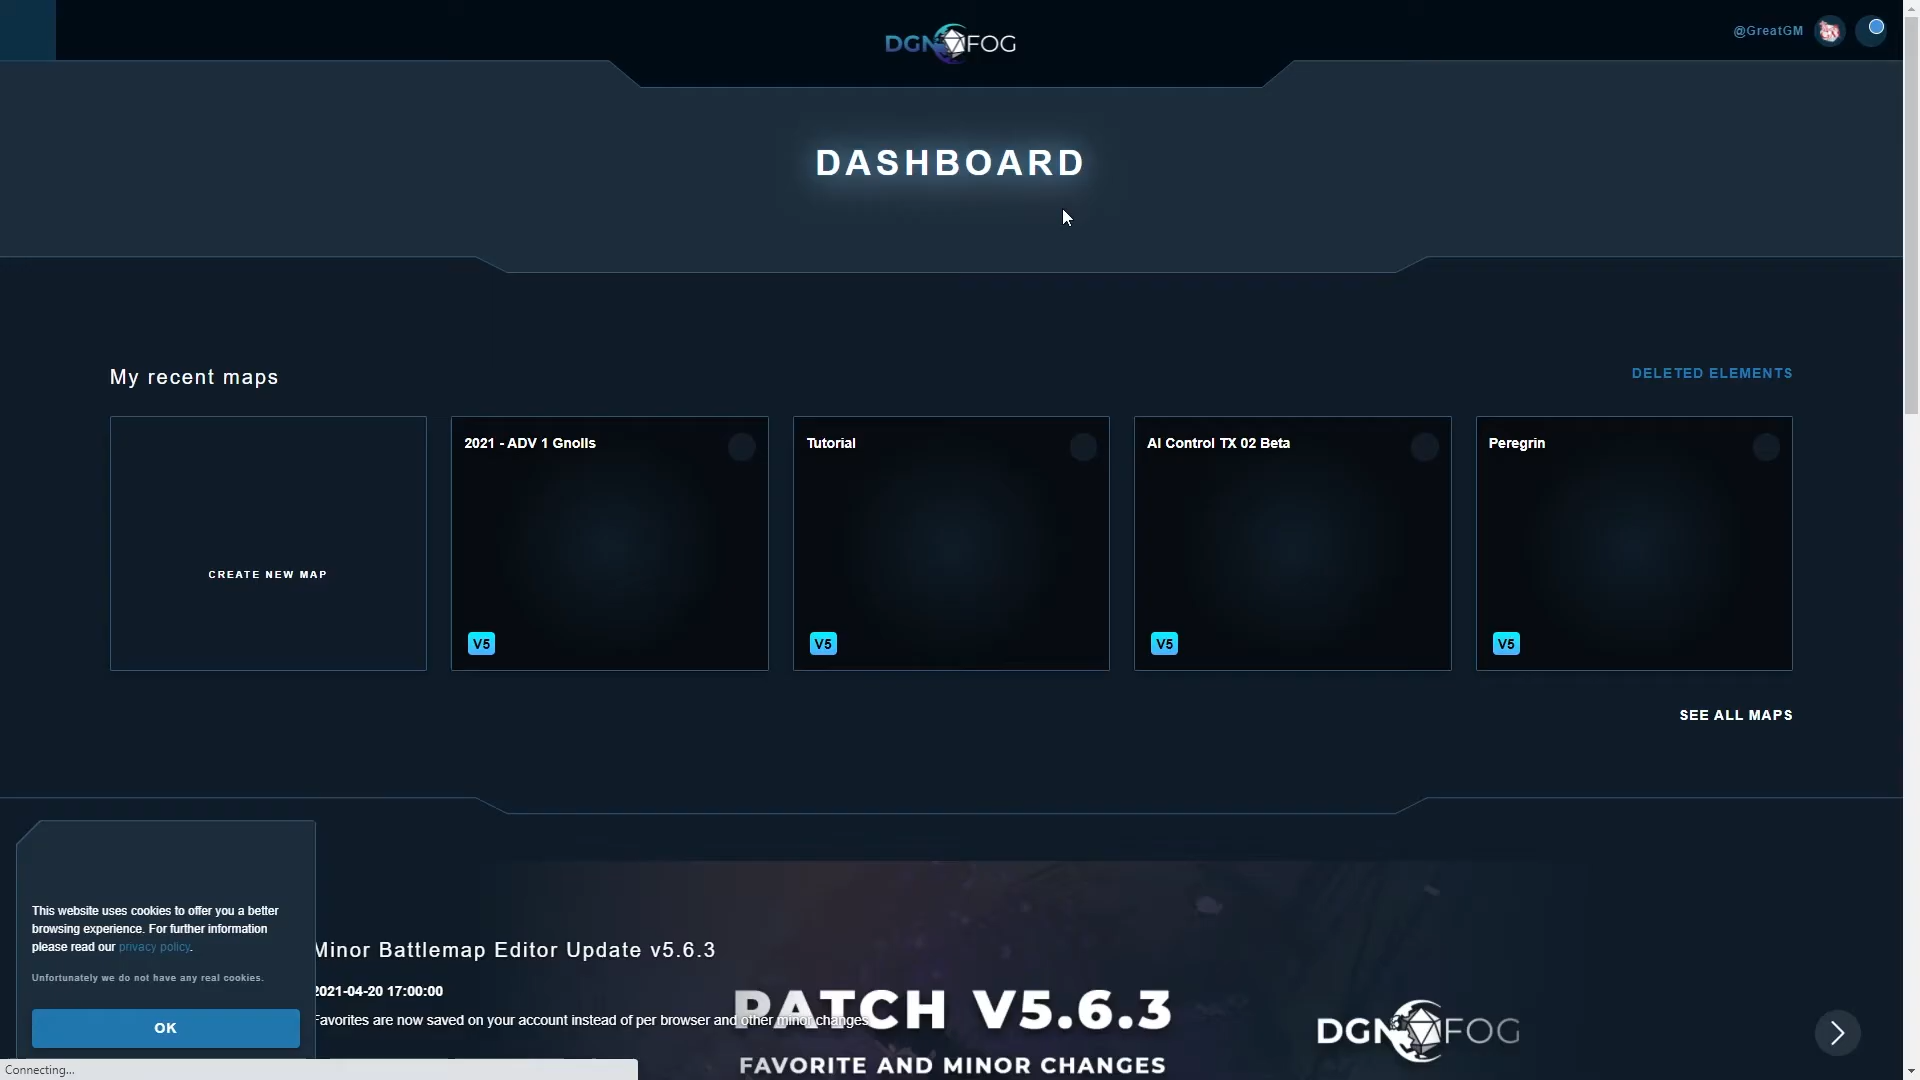 DGNFOG
@GreatGM
DASHBOARD
My recent maps
DELETED ELEMENTS
CREATE NEW MAP
2021 - ADV 1 Gnolls
V5
Tutorial
V5
AI Control TX 02 Beta
V5
Peregrin
V5
SEE ALL MAPS
This website uses cookies to offer you a better
browsing experience. For further information
please read our privacy policy.
Unfortunately we do not have any real cookies.
OK
Minor Battlemap Editor Update v5.6.3
2021-04-20 17:00:00
Favorites are now saved on your account instead of per browser and other minor changes
PATCH V5.6.3
FAVORITE AND MINOR CHANGES
DGNFOG
Connecting...